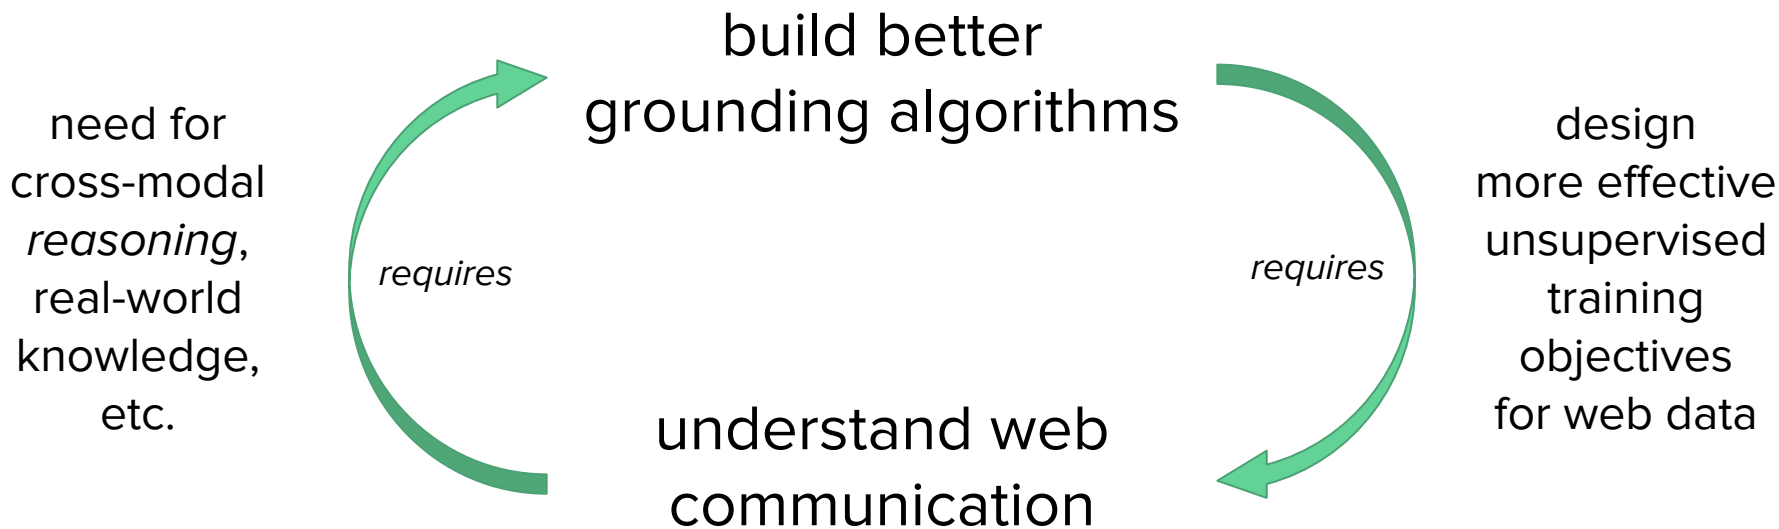 build better
grounding algorithms
need for
cross-modal
reasoning,
real-world
knowledge,
etc.
requires
requires
design
more effective
unsupervised
training
objectives
for web data
understand web
communication